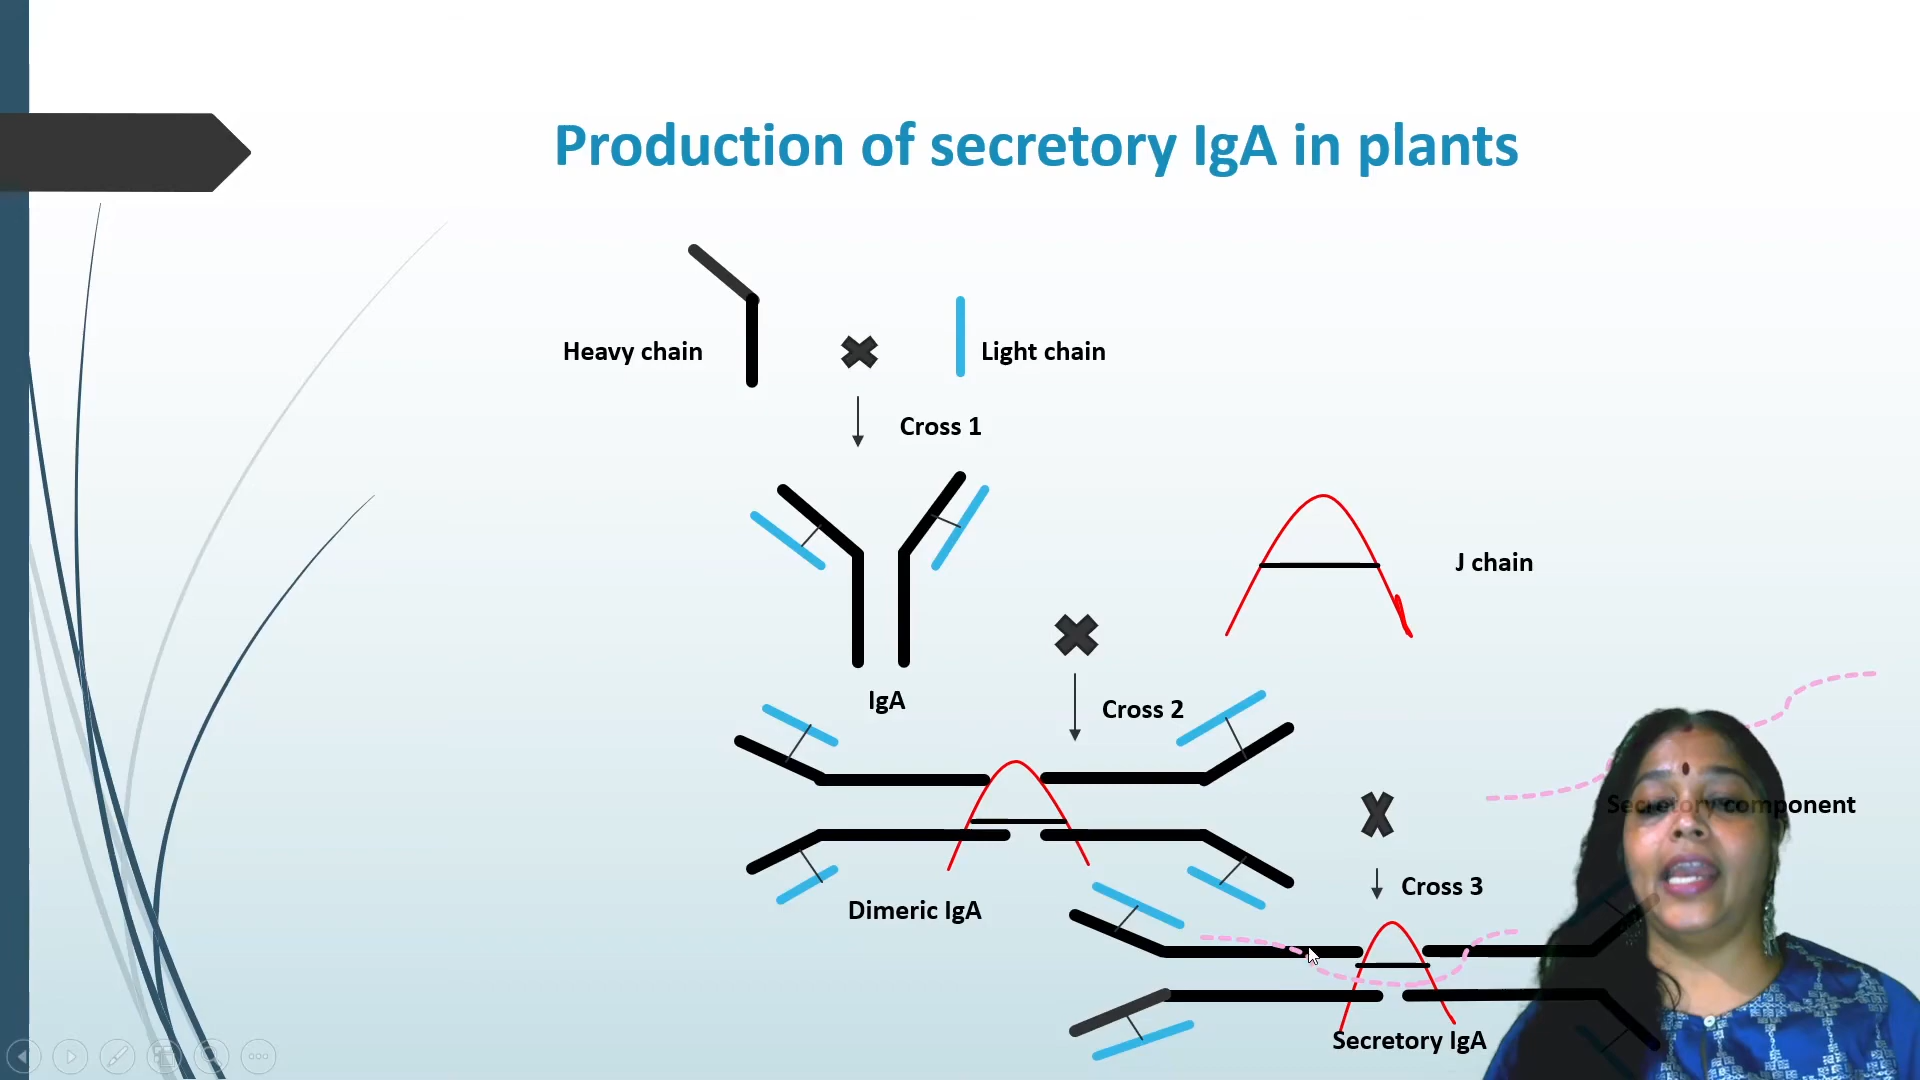 Production of secretory IgA in plants
Heavy chain
Light chain
Cross 1
J chain
IgA
Cross 2
Secretory component
Cross 3
Dimeric IgA
Secretory IgA